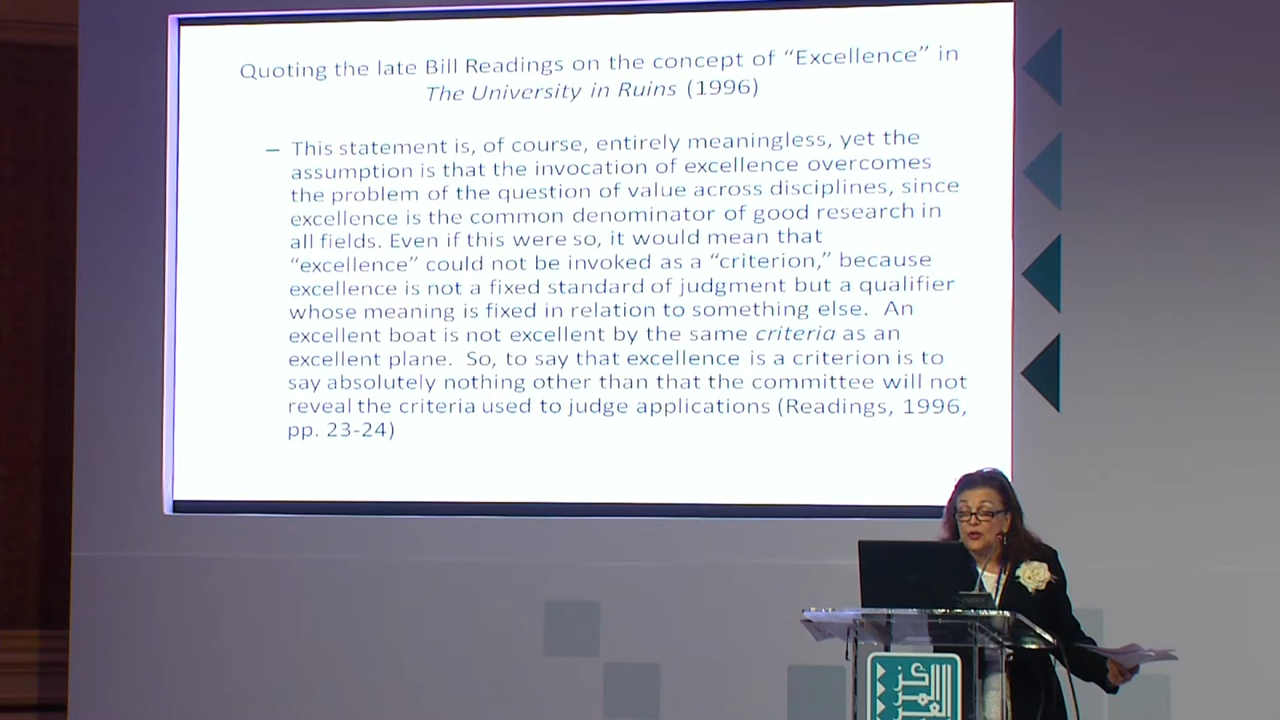 Quoting the late Bill Readings on the concept of “Excellence” in
The University in Ruins (1996)
– This statement is, of course, entirely meaningless, yet the
assumption is that the invocation of excellence overcomes
the problem of the question of value across disciplines, since
excellence is the common denominator of good research in
all fields. Even if this were so, it would mean that
“excellence” could not be invoked as a “criterion,” because
excellence is not a fixed standard of judgment but a qualifier
whose meaning is fixed in relation to something else.  An
excellent boat is not excellent by the same criteria as an
excellent plane.  So, to say that excellence is a criterion is to
say absolutely nothing other than that the committee will not
reveal the criteria used to judge applications (Readings, 1996,
pp. 23-24)